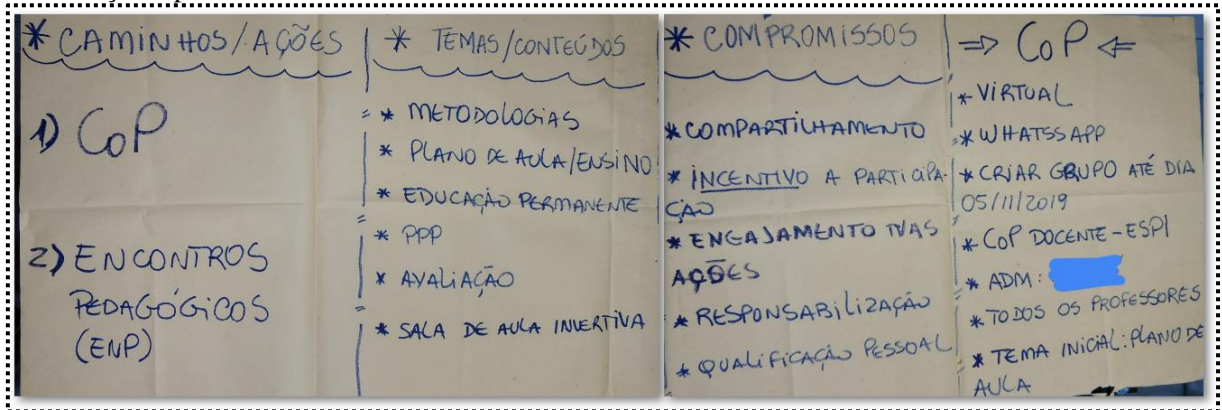 * CAMINHOS/AÇÕES
1) CoP
2) ENCONTROS
PEDAGÓGICOS
(ENP)
* TEMAS/CONTEÚDOS
* METODOLOGIAS
* PLANO DE AULA/ENSINO
* EDUCAÇÃO PERMANENTE
* PPP
* AVALIAÇÃO
* SALA DE AULA INVERTIVA
* COMPROMISSOS
* COMPARTILHAMENTO
* INCENTIVO A PARTICIPA-
ÇÃO
* ENGAJAMENTO NAS
AÇÕES
* RESPONSABILIZAÇÃO
* QUALIFICAÇÃO PESSOAL
⇒ CoP ⇐
* VIRTUAL
* WHATSSAPP
* CRIAR GRUPO ATÉ DIA
05/11/2019
* CoP DOCENTE - ESPI
* ADM:
* TODOS OS PROFESSORES
* TEMA INICIAL: PLANO DE
AULA